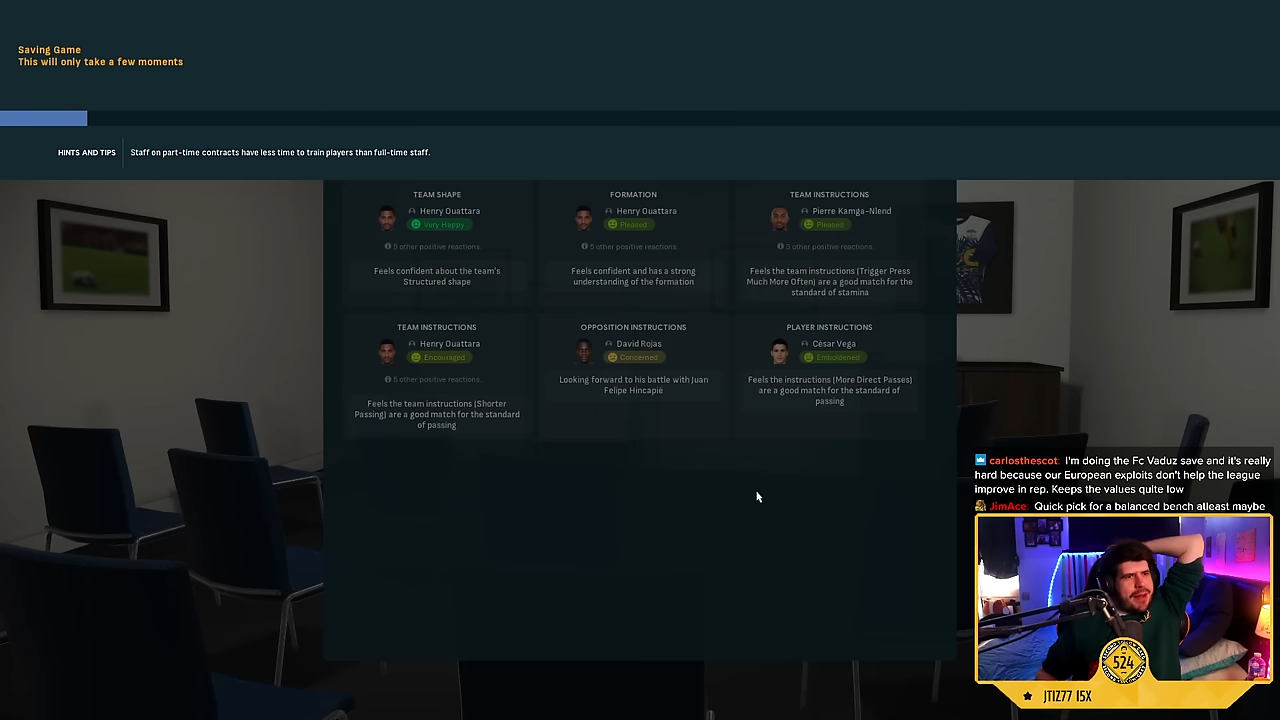 Saving Game
This will only take a few moments
HINTS AND TIPS
Staff on part-time contracts have less time to train players than full-time staff.
TEAM SHAPE
Henry Ouattara
Very Happy
5 other positive reactions.
Feels confident about the team's
Structured shape
FORMATION
Henry Ouattara
Pleased
5 other positive reactions.
Feels confident and has a strong
understanding of the formation
TEAM INSTRUCTIONS
Pierre Kamga-Nlend
Pleased
3 other positive reactions.
Feels the team instructions (Trigger Press
Much More Often) are a good match for the
standard of stamina
TEAM INSTRUCTIONS
Henry Ouattara
Encouraged
5 other positive reactions.
Feels the team instructions (Shorter
Passing) are a good match for the standard
of passing
OPPOSITION INSTRUCTIONS
David Rojas
Concerned
Looking forward to his battle with Juan
Felipe Hincapié
PLAYER INSTRUCTIONS
César Vega
Emboldened
Feels the instructions (More Direct Passes)
are a good match for the standard of
passing
carlosthescot: I'm doing the Fc Vaduz save and it's really
hard because our European exploits don't help the league
improve in rep. Keeps the values quite low
JimAce: Quick pick for a balanced bench atleast maybe
524
JTIZ77 15X